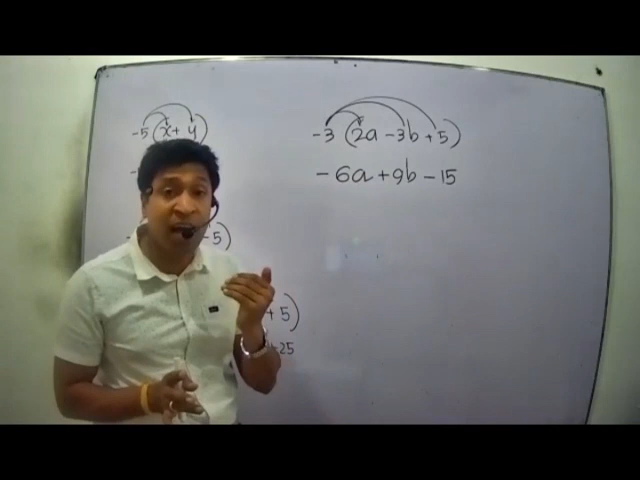 -5 (x + 4)
-3 (2a - 3b + 5)
- 6a + 9b - 15
- 5)
+ 5)
25